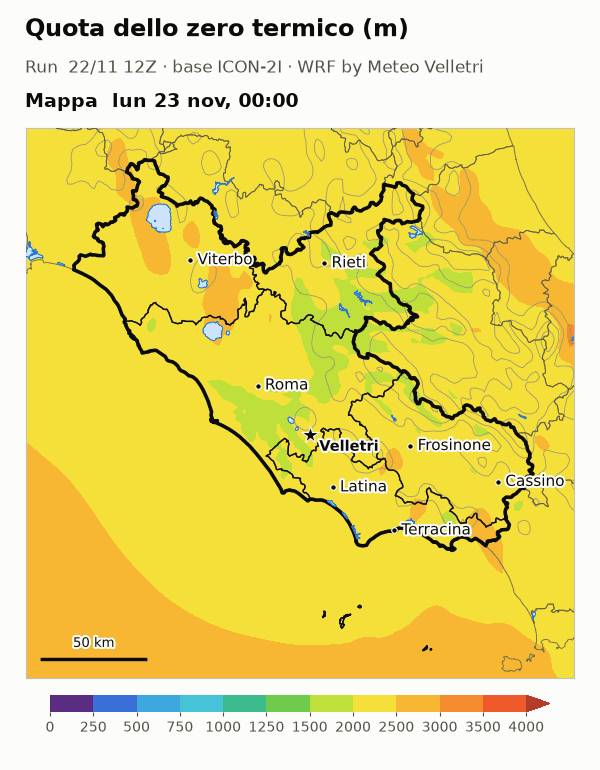 Quota dello zero termico (m)
Run  22/11 12Z · base ICON-2I · WRF by Meteo Velletri
Mappa  lun 23 nov, 00:00
Viterbo
Rieti
Roma
Velletri
Frosinone
Cassino
Latina
Terracina
50 km
0 250 500 750 1000 1250 1500 2000 2500 3000 3500 4000